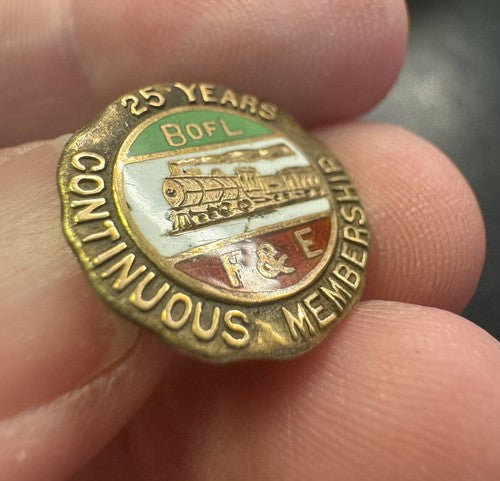 25 YEARS
CONTINUOUS MEMBERSHIP
BOFL
F & E